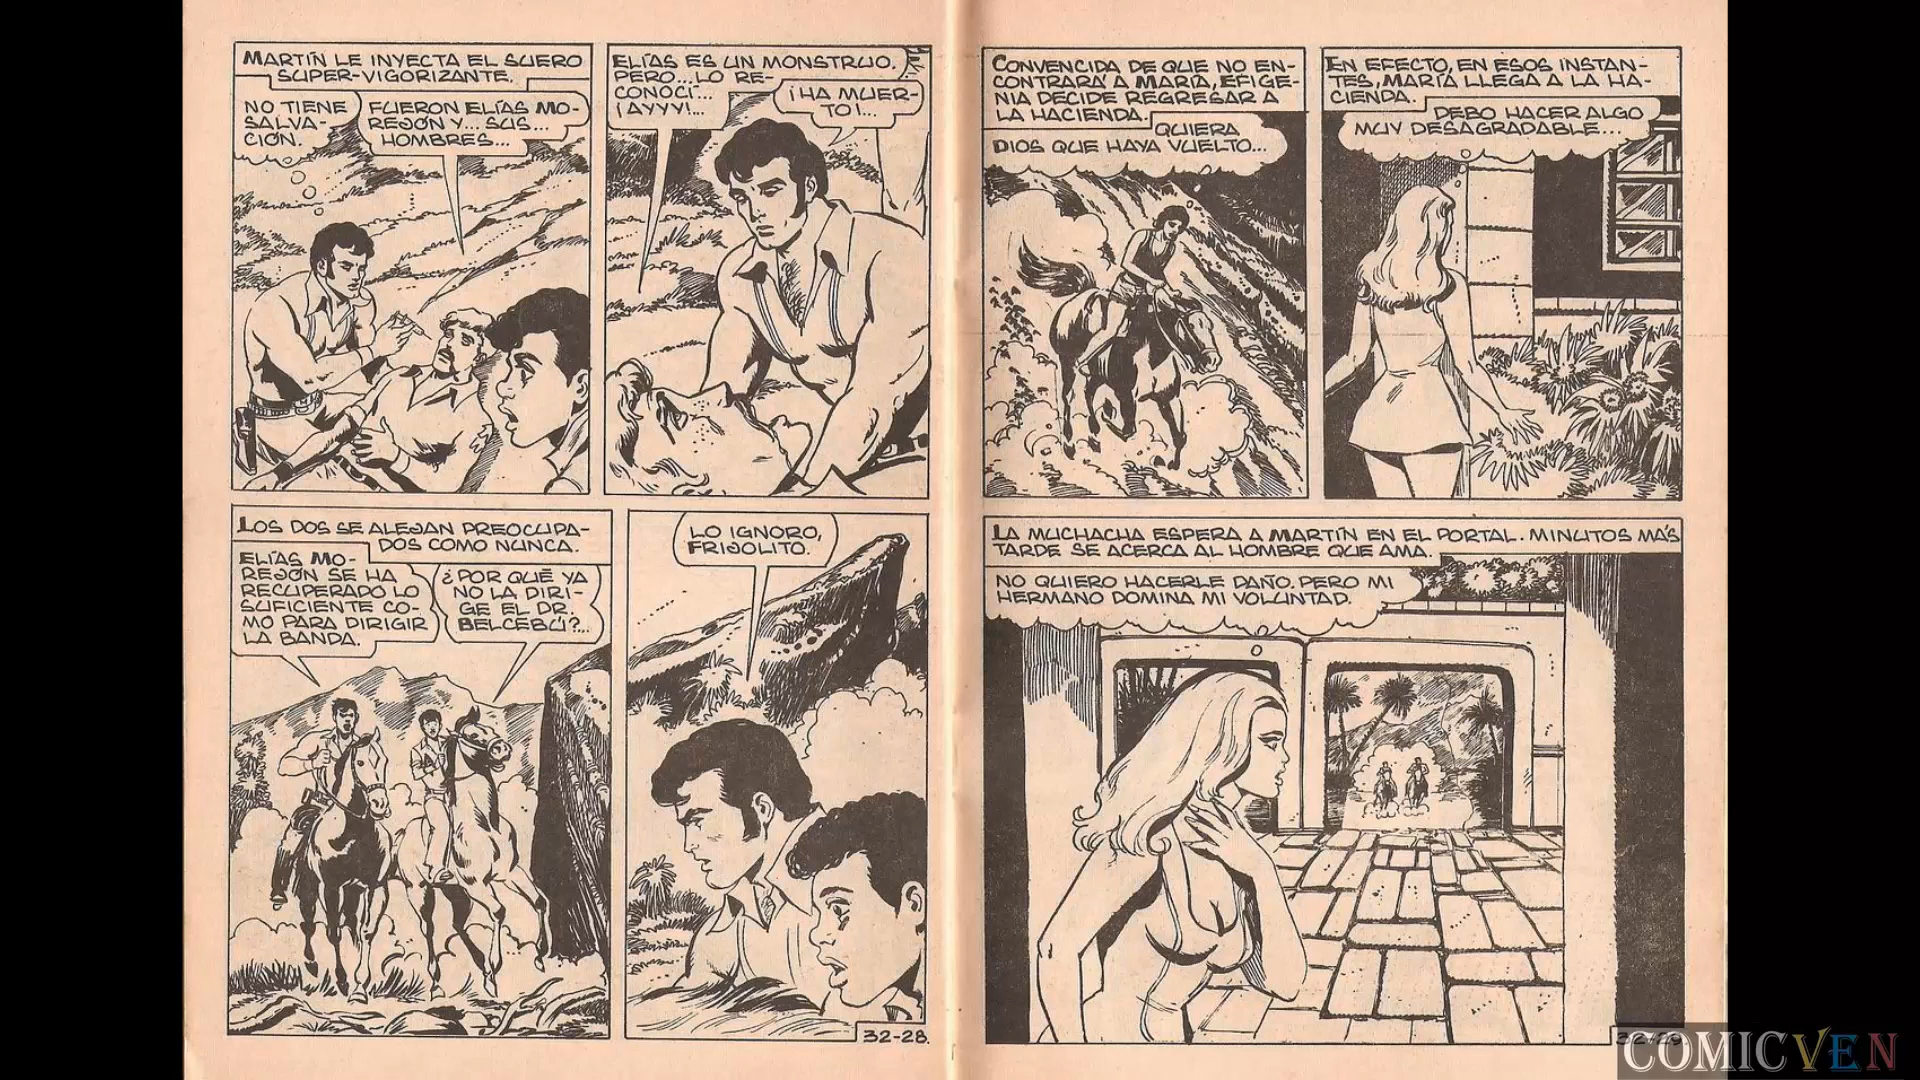 MARTÍN LE INYECTA EL SUERO
SUPER-VIGORIZANTE.
NO TIENE
SALVA-
CIÓN.
FUERON ELÍAS MO-
REJÓN Y... SUS...
HOMBRES...
ELÍAS ES UN MONSTRUO.
PERO...LO RE-
CONOCÍ...
¡AYYY!...
¡HA MUER-
TO!...
LOS DOS SE ALEJAN PREOCUPA-
DOS COMO NUNCA.
ELÍAS MO-
REJÓN SE HA
RECUPERADO LO
SUFICIENTE CO-
MO PARA DIRIGIR
LA BANDA.
¿POR QUÉ YA
NO LA DIRI-
GE EL DR.
BELCEBÚ?...
LO IGNORO,
FRIJOLITO.
32-28.
CONVENCIDA DE QUE NO EN-
CONTRARÁ A MARÍA, EFIGE-
NIA DECIDE REGRESAR A
LA HACIENDA.
QUIERA
DIOS QUE HAYA VUELTO...
EN EFECTO, EN ESOS INSTAN-
TES, MARÍA LLEGA A LA HA-
CIENDA.
DEBO HACER ALGO
MUY DESAGRADABLE...
LA MUCHACHA ESPERA A MARTÍN EN EL PORTAL. MINUTOS MÁS
TARDE SE ACERCA AL HOMBRE QUE AMA.
NO QUIERO HACERLE DAÑO. PERO MI
HERMANO DOMINA MI VOLUNTAD.
32-29
COMICVEN